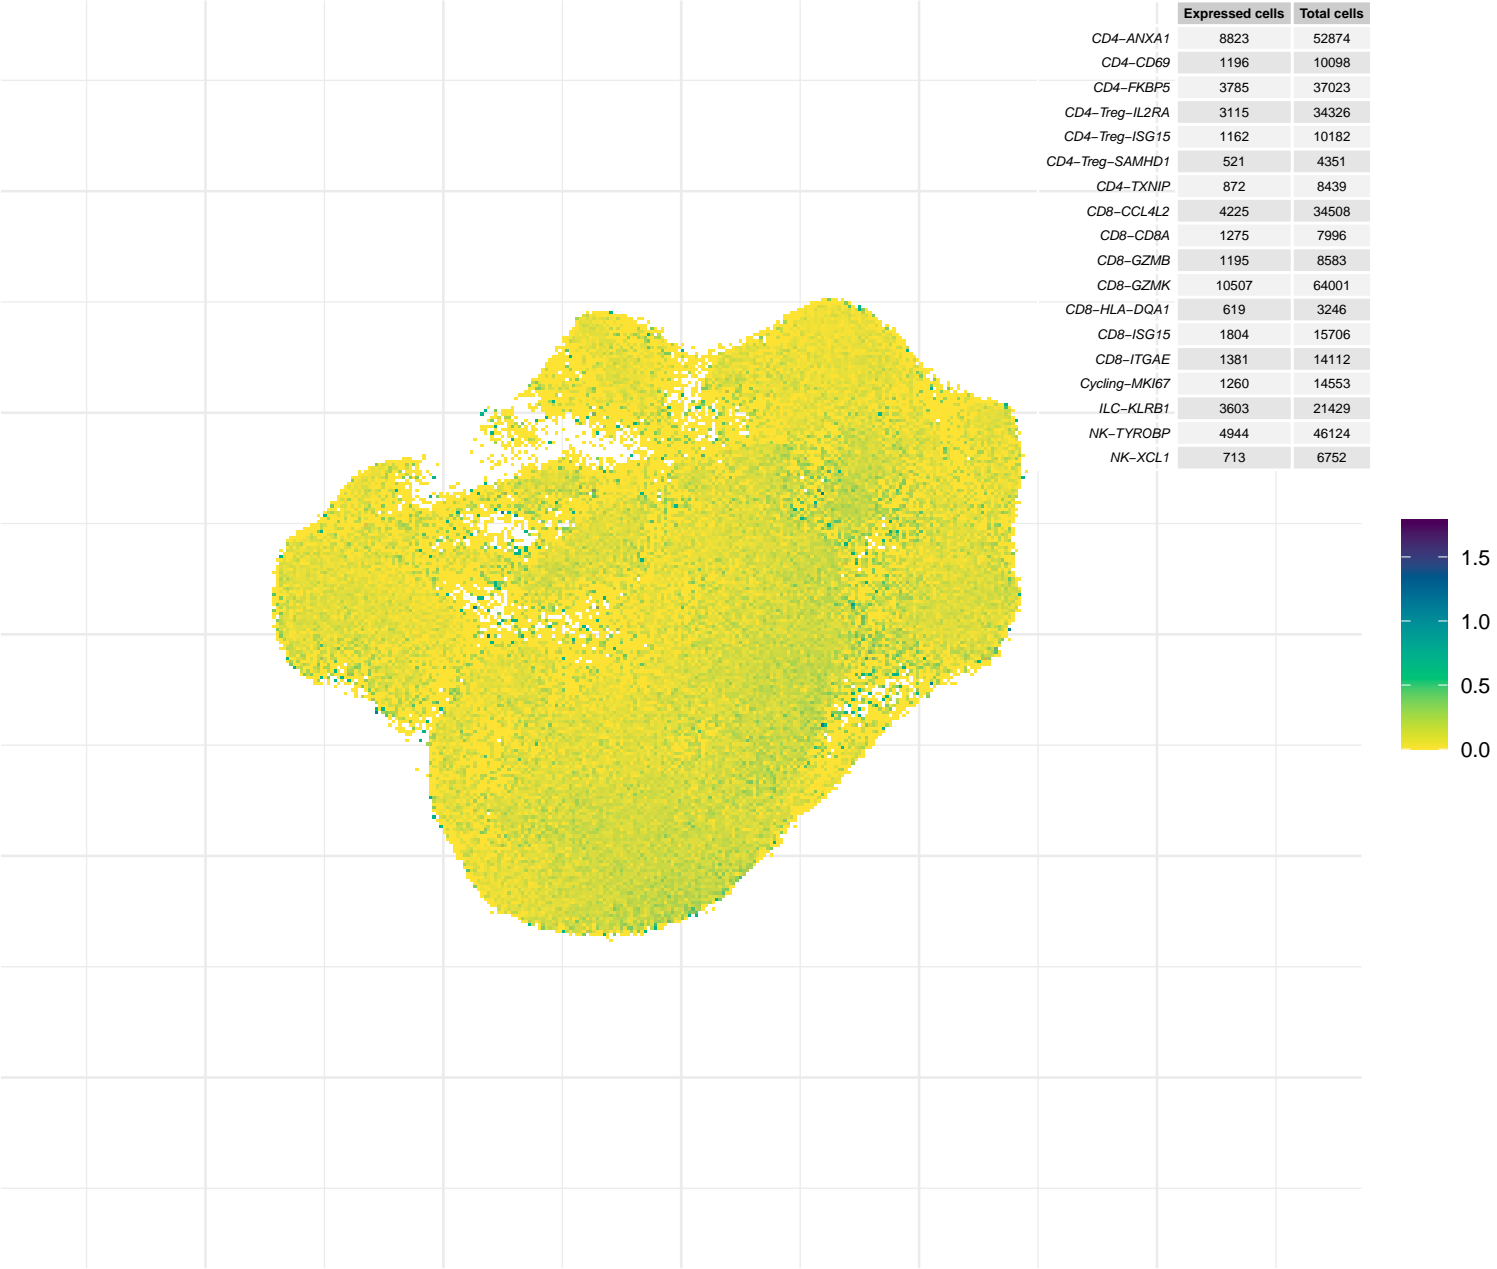 Expressed cells Total cells
CD4−ANXA1 8823 52874
CD4−CD69 1196 10098
CD4−FKBP5 3785 37023
CD4−Treg−IL2RA 3115 34326
CD4−Treg−ISG15 1162 10182
CD4−Treg−SAMHD1 521 4351
CD4−TXNIP 872 8439
CD8−CCL4L2 4225 34508
CD8−CD8A 1275 7996
CD8−GZMB 1195 8583
CD8−GZMK 10507 64001
CD8−HLA−DQA1 619 3246
CD8−ISG15 1804 15706
CD8−ITGAE 1381 14112
Cycling−MKI67 1260 14553
ILC−KLRB1 3603 21429
NK−TYROBP 4944 46124
NK−XCL1 713 6752
1.5
1.0
0.5
0.0